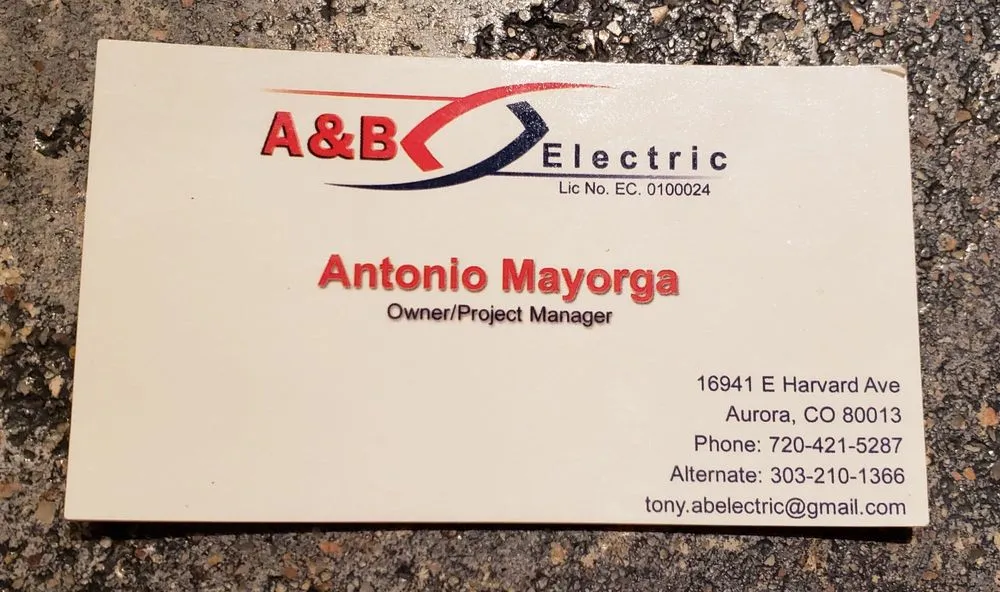 A&B Electric
Lic No. EC. 0100024
Antonio Mayorga
Owner/Project Manager
16941 E Harvard Ave
Aurora, CO 80013
Phone: 720-421-5287
Alternate: 303-210-1366
tony.abelectric@gmail.com